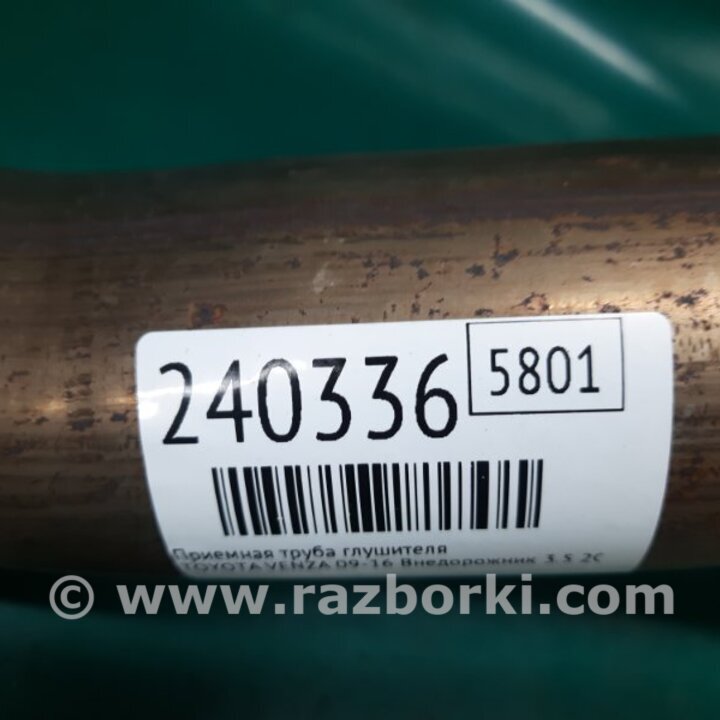 240336 5801
Приемная труба глушителя
TOYOTA VENZA 09-16 Внедорожник 3.5 2G
© www.razborki.com